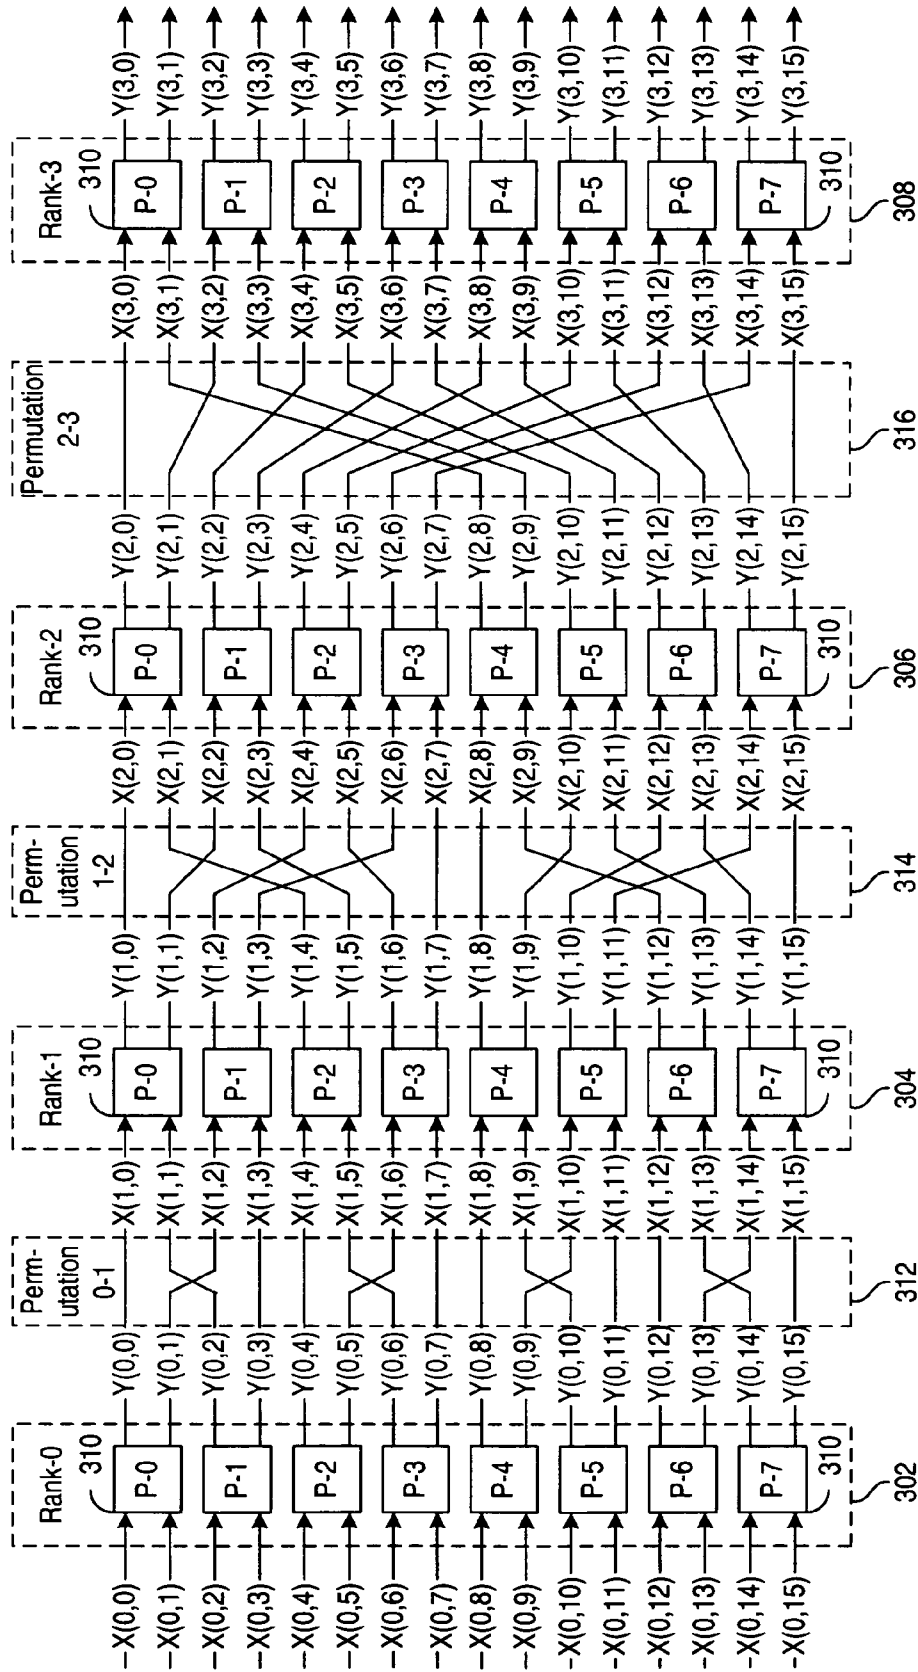 X(0,0)
X(0,1)
X(0,2)
X(0,3)
X(0,4)
X(0,5)
X(0,6)
X(0,7)
X(0,8)
X(0,9)
X(0,10)
X(0,11)
X(0,12)
X(0,13)
X(0,14)
X(0,15)
Rank-0
310
P-0
P-1
P-2
P-3
P-4
P-5
P-6
P-7
310
302
Y(0,0)
Y(0,1)
Y(0,2)
Y(0,3)
Y(0,4)
Y(0,5)
Y(0,6)
Y(0,7)
Y(0,8)
Y(0,9)
Y(0,10)
Y(0,11)
Y(0,12)
Y(0,13)
Y(0,14)
Y(0,15)
Perm-
utation
0-1
312
X(1,0)
X(1,1)
X(1,2)
X(1,3)
X(1,4)
X(1,5)
X(1,6)
X(1,7)
X(1,8)
X(1,9)
X(1,10)
X(1,11)
X(1,12)
X(1,13)
X(1,14)
X(1,15)
Rank-1
310
P-0
P-1
P-2
P-3
P-4
P-5
P-6
P-7
310
304
Y(1,0)
Y(1,1)
Y(1,2)
Y(1,3)
Y(1,4)
Y(1,5)
Y(1,6)
Y(1,7)
Y(1,8)
Y(1,9)
Y(1,10)
Y(1,11)
Y(1,12)
Y(1,13)
Y(1,14)
Y(1,15)
Perm-
utation
1-2
314
X(2,0)
X(2,1)
X(2,2)
X(2,3)
X(2,4)
X(2,5)
X(2,6)
X(2,7)
X(2,8)
X(2,9)
X(2,10)
X(2,11)
X(2,12)
X(2,13)
X(2,14)
X(2,15)
Rank-2
310
P-0
P-1
P-2
P-3
P-4
P-5
P-6
P-7
310
306
Y(2,0)
Y(2,1)
Y(2,2)
Y(2,3)
Y(2,4)
Y(2,5)
Y(2,6)
Y(2,7)
Y(2,8)
Y(2,9)
Y(2,10)
Y(2,11)
Y(2,12)
Y(2,13)
Y(2,14)
Y(2,15)
Permutation
2-3
316
X(3,0)
X(3,1)
X(3,2)
X(3,3)
X(3,4)
X(3,5)
X(3,6)
X(3,7)
X(3,8)
X(3,9)
X(3,10)
X(3,11)
X(3,12)
X(3,13)
X(3,14)
X(3,15)
Rank-3
310
P-0
P-1
P-2
P-3
P-4
P-5
P-6
P-7
310
308
Y(3,0)
Y(3,1)
Y(3,2)
Y(3,3)
Y(3,4)
Y(3,5)
Y(3,6)
Y(3,7)
Y(3,8)
Y(3,9)
Y(3,10)
Y(3,11)
Y(3,12)
Y(3,13)
Y(3,14)
Y(3,15)